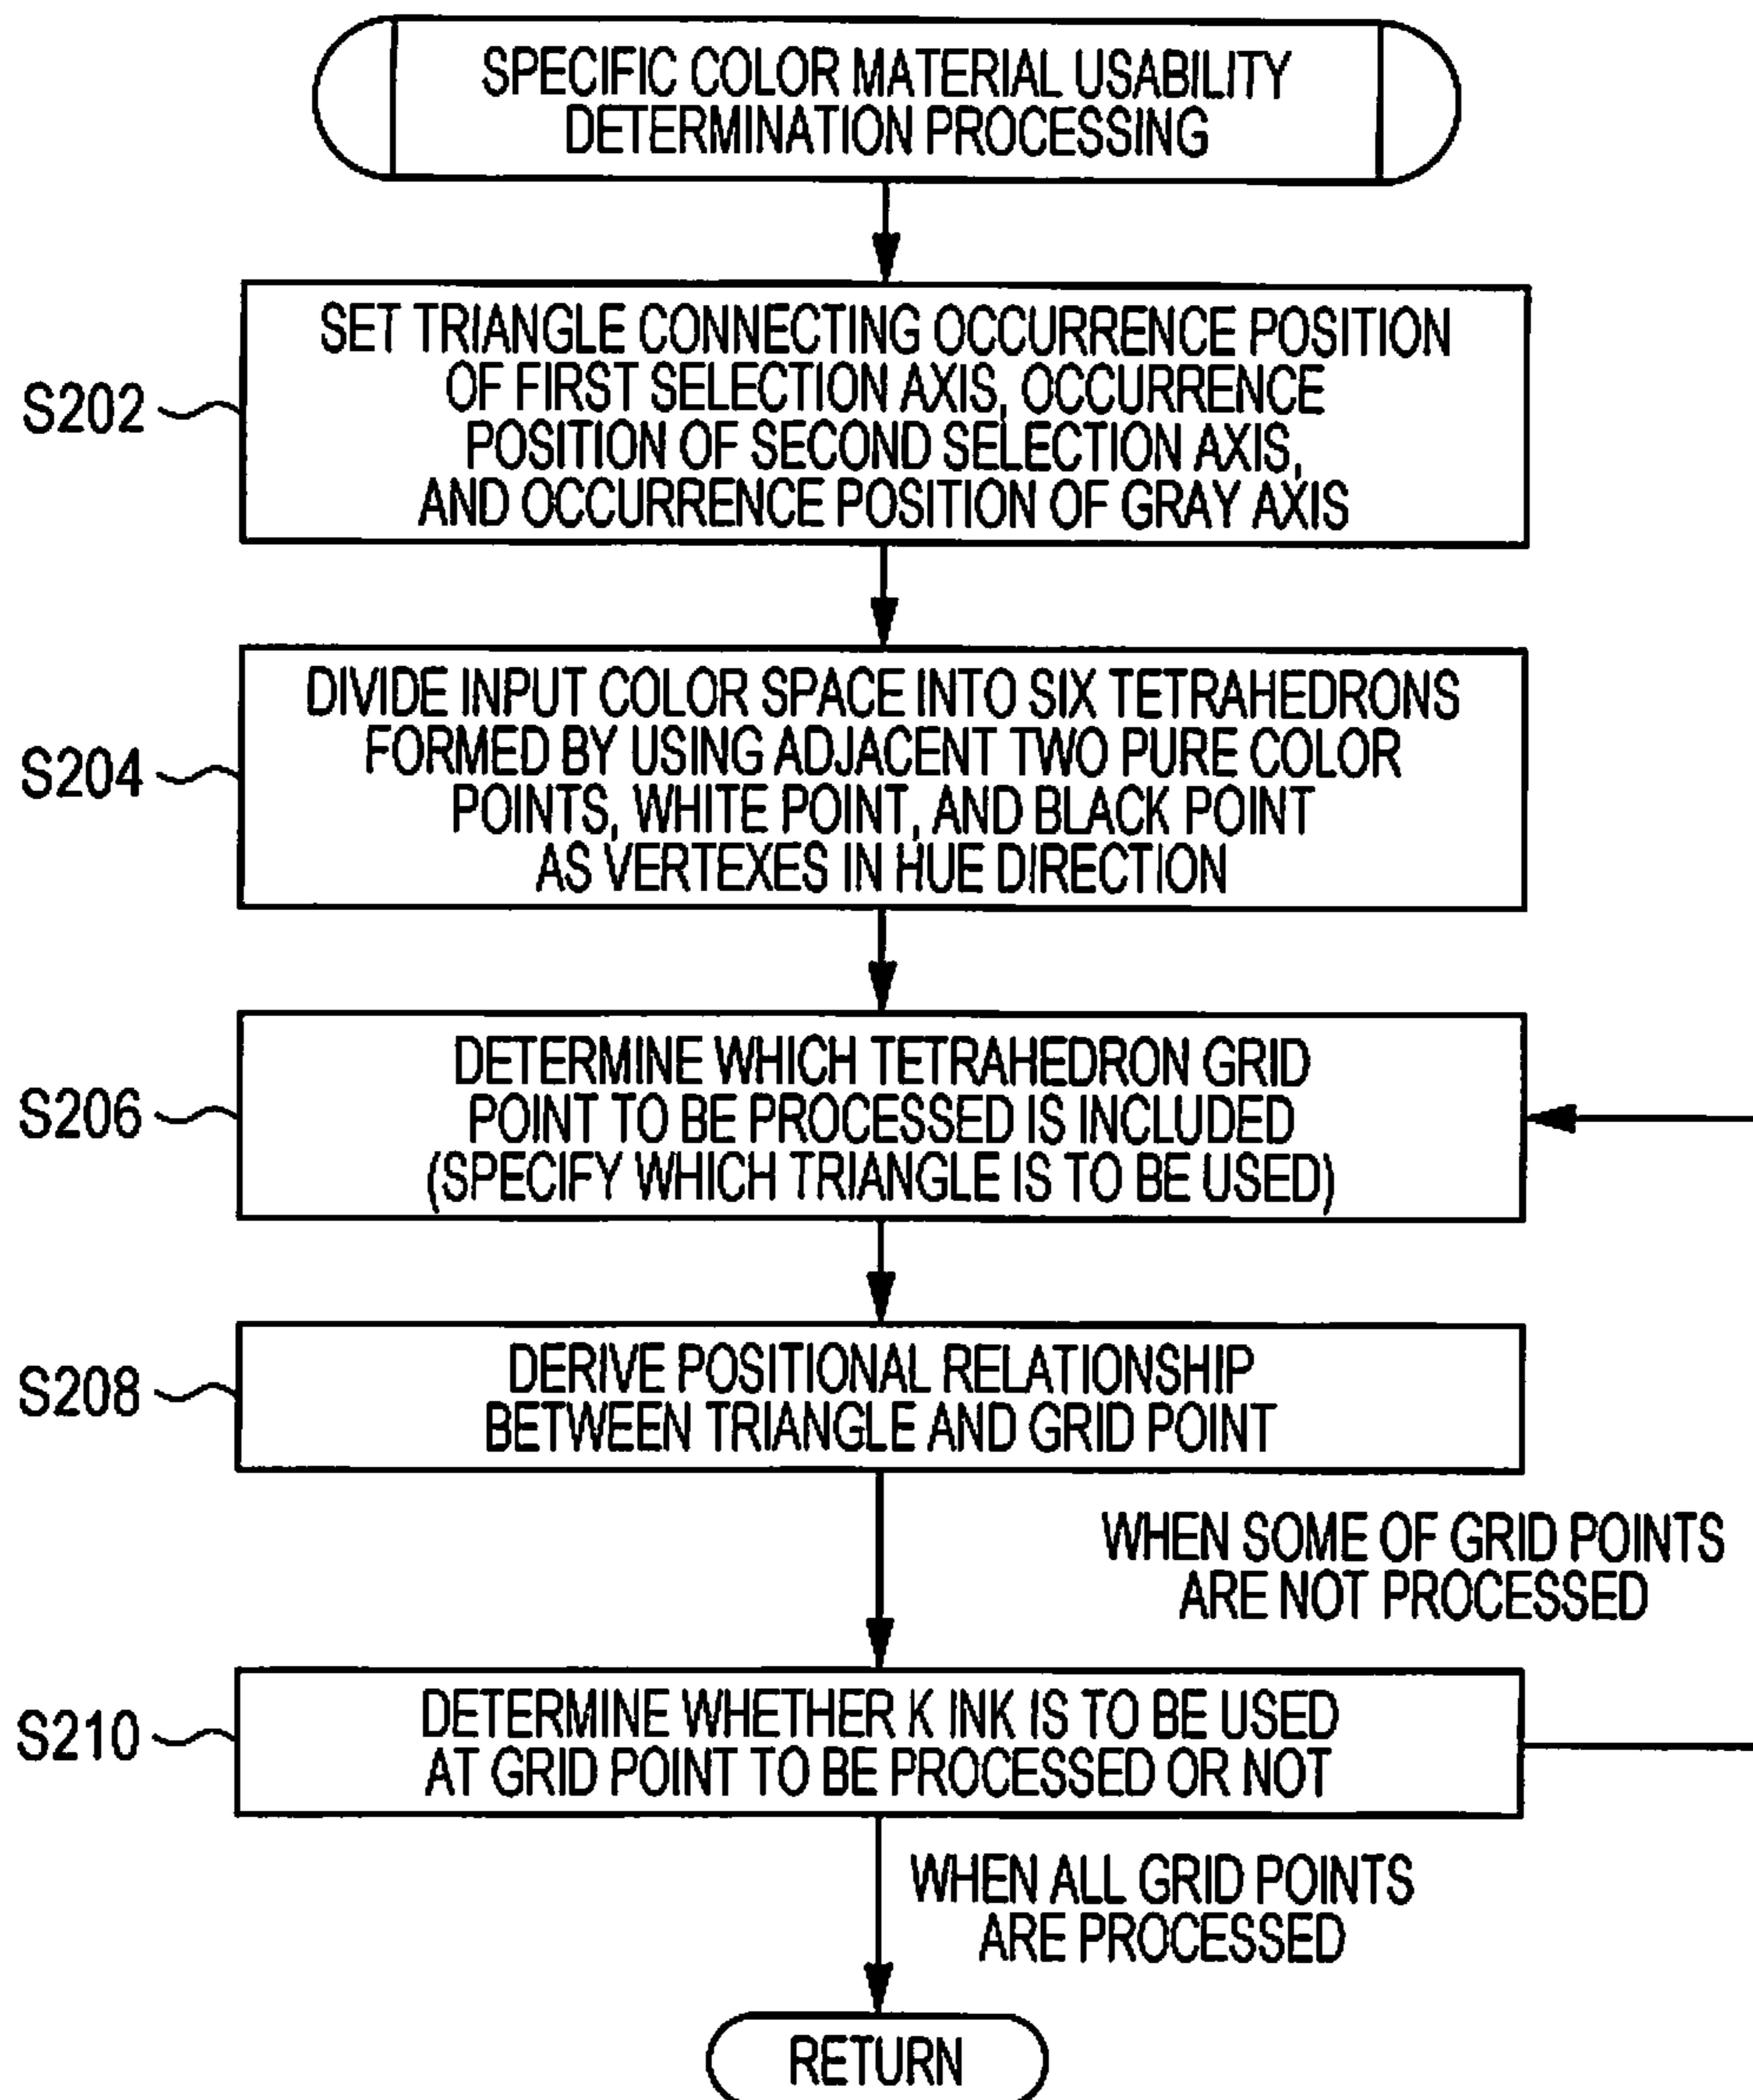 SPECIFIC COLOR MATERIAL USABILITY
DETERMINATION PROCESSING
S202
SET TRIANGLE CONNECTING OCCURRENCE POSITION
OF FIRST SELECTION AXIS, OCCURRENCE
POSITION OF SECOND SELECTION AXIS,
AND OCCURRENCE POSITION OF GRAY AXIS
S204
DIVIDE INPUT COLOR SPACE INTO SIX TETRAHEDRONS
FORMED BY USING ADJACENT TWO PURE COLOR
POINTS, WHITE POINT, AND BLACK POINT
AS VERTEXES IN HUE DIRECTION
S206
DETERMINE WHICH TETRAHEDRON GRID
POINT TO BE PROCESSED IS INCLUDED
(SPECIFY WHICH TRIANGLE IS TO BE USED)
S208
DERIVE POSITIONAL RELATIONSHIP
BETWEEN TRIANGLE AND GRID POINT
WHEN SOME OF GRID POINTS
ARE NOT PROCESSED
S210
DETERMINE WHETHER K INK IS TO BE USED
AT GRID POINT TO BE PROCESSED OR NOT
WHEN ALL GRID POINTS
ARE PROCESSED
RETURN